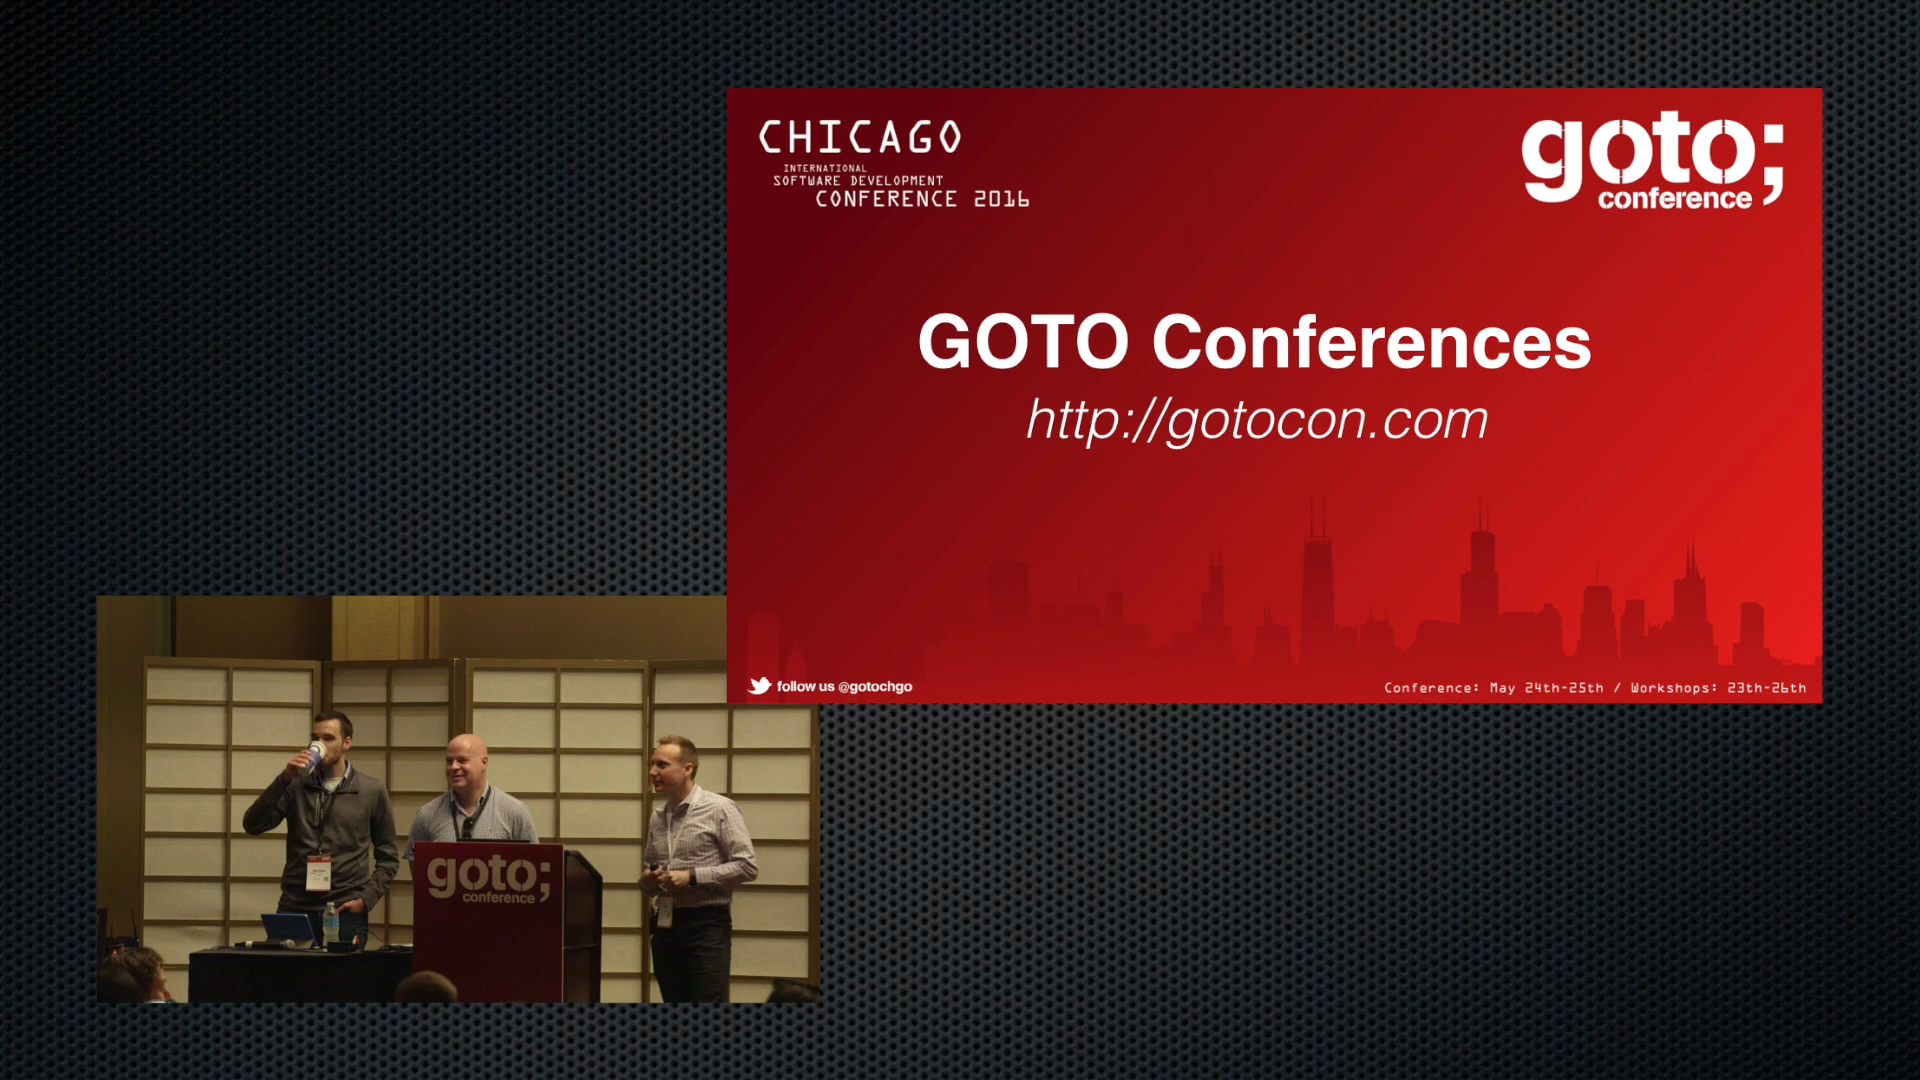 CHICAGO
INTERNATIONAL
SOFTWARE DEVELOPMENT
CONFERENCE 2016
goto;
conference
GOTO Conferences
http://gotocon.com
follow us @gotochgo
Conference: May 24th-25th / Workshops: 23th-26th
goto;
conference